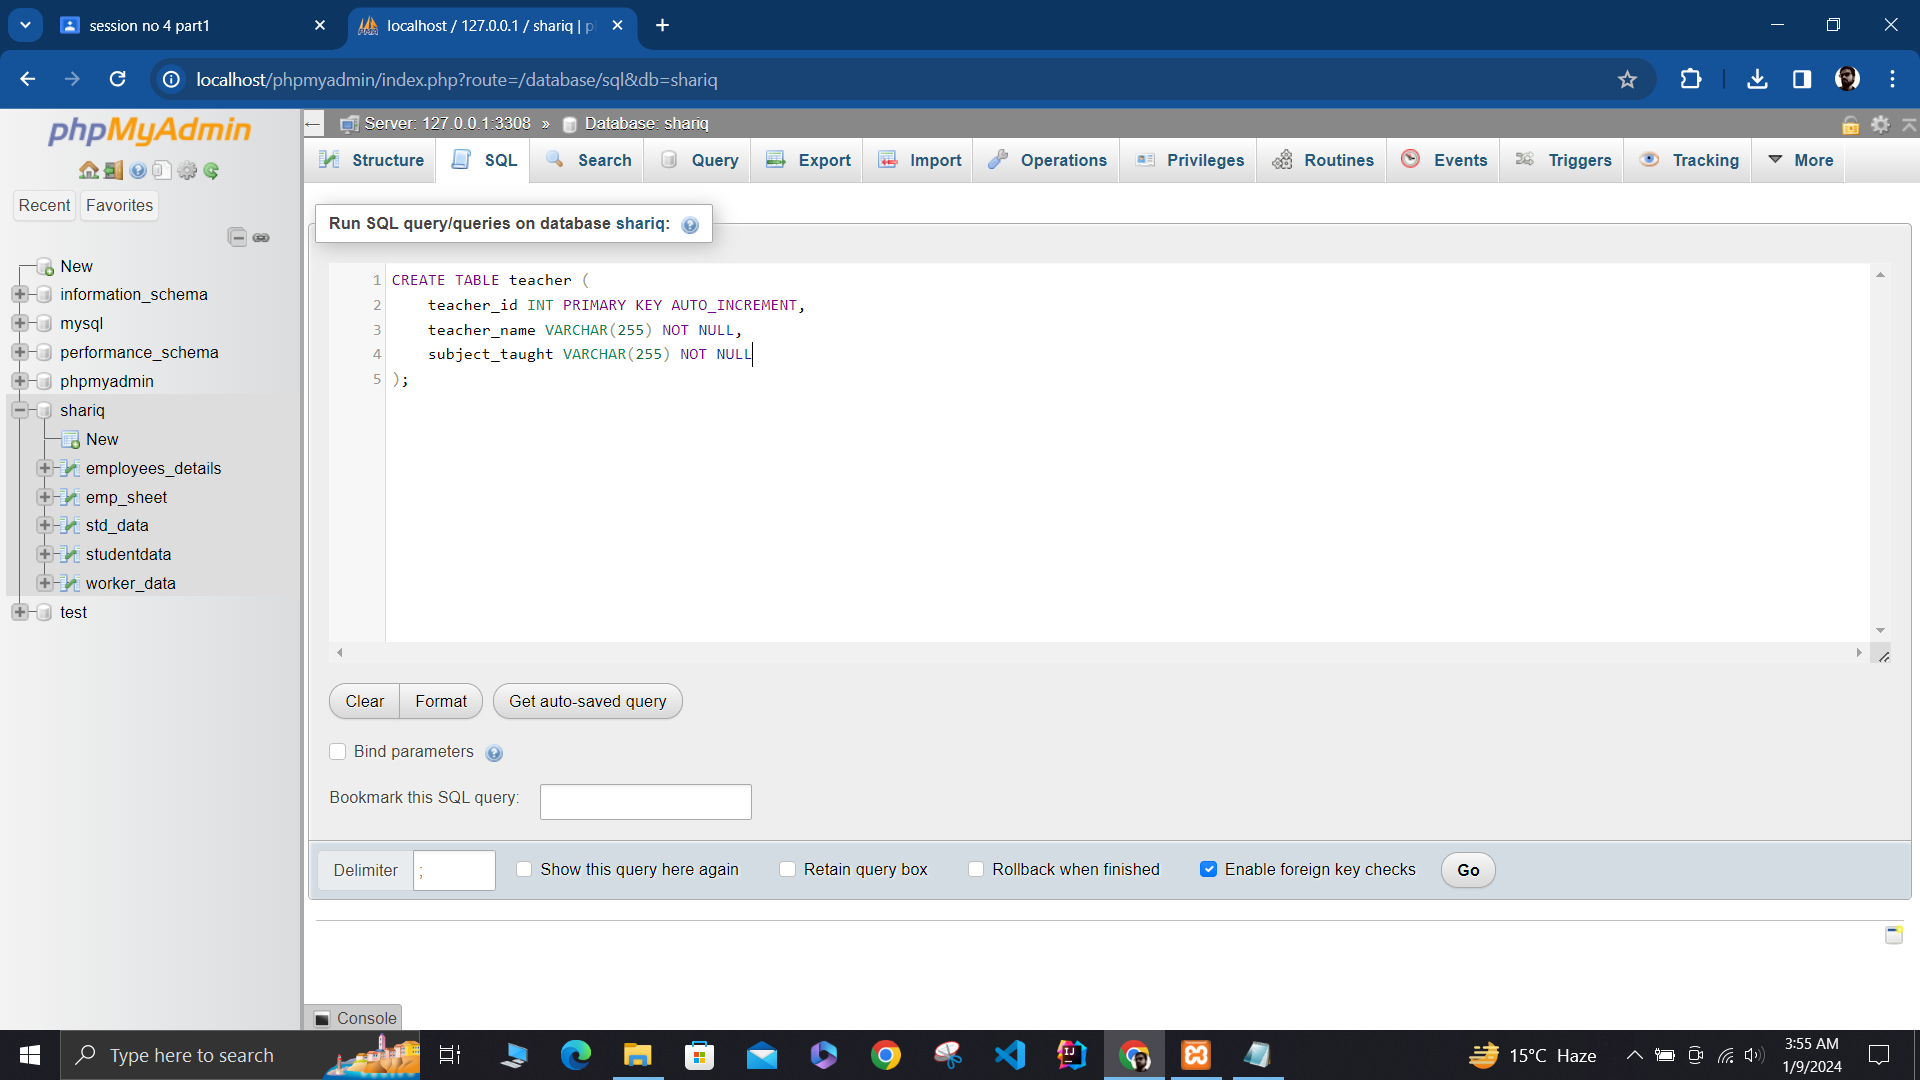 session no 4 part1
localhost / 127.0.0.1 / shariq | p
localhost/phpmyadmin/index.php?route=/database/sql&db=shariq
phpMyAdmin
Recent Favorites
New
information_schema
mysql
performance_schema
phpmyadmin
shariq
New
employees_details
emp_sheet
std_data
studentdata
worker_data
test
Server: 127.0.0.1:3308 » Database: shariq
Structure SQL Search Query Export Import Operations Privileges Routines Events Triggers Tracking More
Run SQL query/queries on database shariq:
1 CREATE TABLE teacher (
2 teacher_id INT PRIMARY KEY AUTO_INCREMENT,
3 teacher_name VARCHAR(255) NOT NULL,
4 subject_taught VARCHAR(255) NOT NULL
5 );
Clear Format Get auto-saved query
Bind parameters
Bookmark this SQL query:
Delimiter ; Show this query here again Retain query box Rollback when finished Enable foreign key checks Go
Console
Type here to search
15°C Haze
3:55 AM
1/9/2024